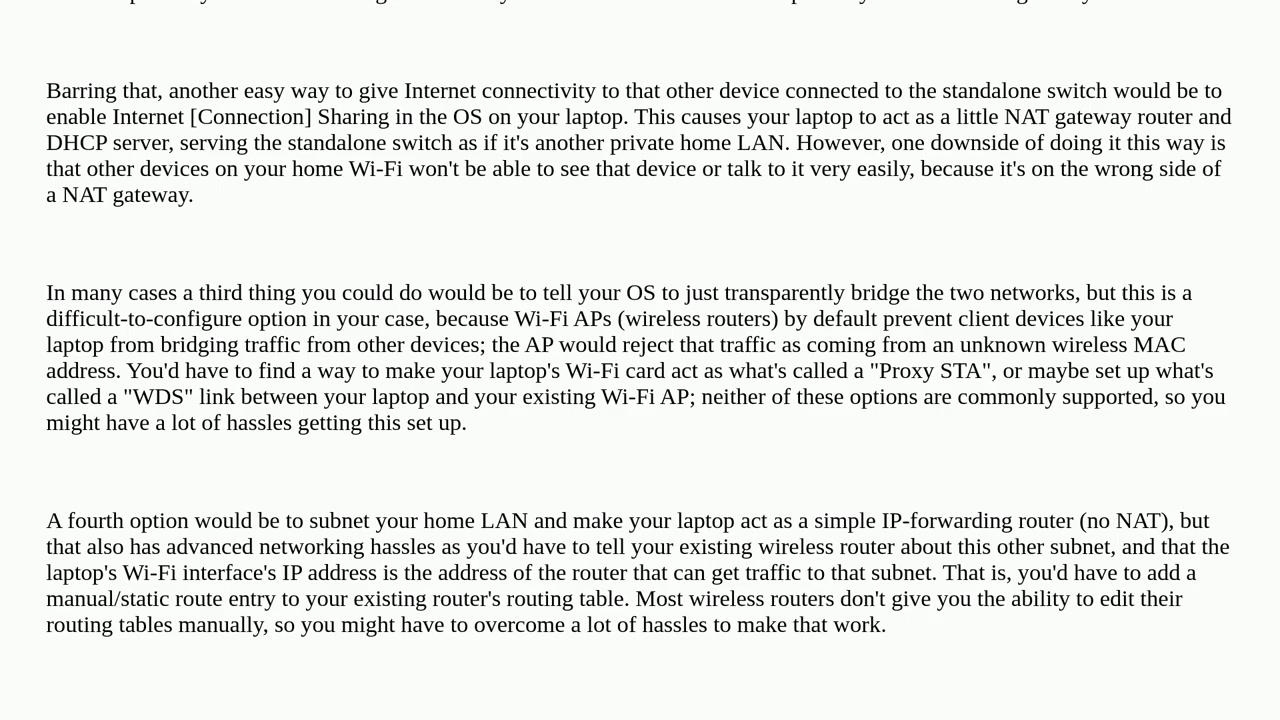 Barring that, another easy way to give Internet connectivity to that other device connected to the standalone switch would be to
enable Internet [Connection] Sharing in the OS on your laptop. This causes your laptop to act as a little NAT gateway router and
DHCP server, serving the standalone switch as if it's another private home LAN. However, one downside of doing it this way is
that other devices on your home Wi-Fi won't be able to see that device or talk to it very easily, because it's on the wrong side of
a NAT gateway.
In many cases a third thing you could do would be to tell your OS to just transparently bridge the two networks, but this is a
difficult-to-configure option in your case, because Wi-Fi APs (wireless routers) by default prevent client devices like your
laptop from bridging traffic from other devices; the AP would reject that traffic as coming from an unknown wireless MAC
address. You'd have to find a way to make your laptop's Wi-Fi card act as what's called a "Proxy STA", or maybe set up what's
called a "WDS" link between your laptop and your existing Wi-Fi AP; neither of these options are commonly supported, so you
might have a lot of hassles getting this set up.
A fourth option would be to subnet your home LAN and make your laptop act as a simple IP-forwarding router (no NAT), but
that also has advanced networking hassles as you'd have to tell your existing wireless router about this other subnet, and that the
laptop's Wi-Fi interface's IP address is the address of the router that can get traffic to that subnet. That is, you'd have to add a
manual/static route entry to your existing router's routing table. Most wireless routers don't give you the ability to edit their
routing tables manually, so you might have to overcome a lot of hassles to make that work.